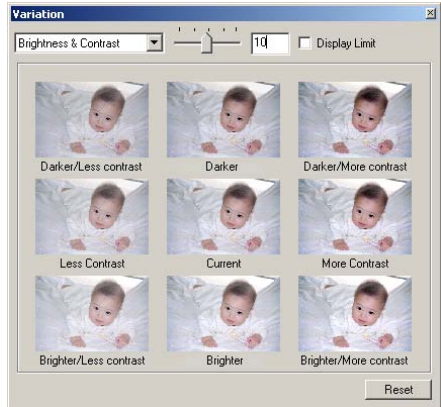 Variation
Brightness & Contrast 10 Display Limit
Darker/Less contrast Darker Darker/More contrast
Less Contrast Current More Contrast
Brighter/Less contrast Brighter Brighter/More contrast
Reset